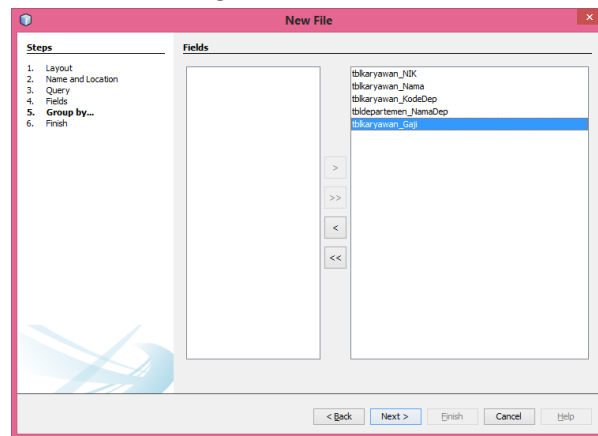 New File
Steps
1. Layout
2. Name and Location
3. Query
4. Fields
5. Group by...
6. Finish
Fields
tblkaryawan_NIK
tblkaryawan_Nama
tblkaryawan_KodeDep
tbldepartemen_NamaDep
tblkaryawan_Gaji
>
>>
<
<<
< Back Next > Finish Cancel Help